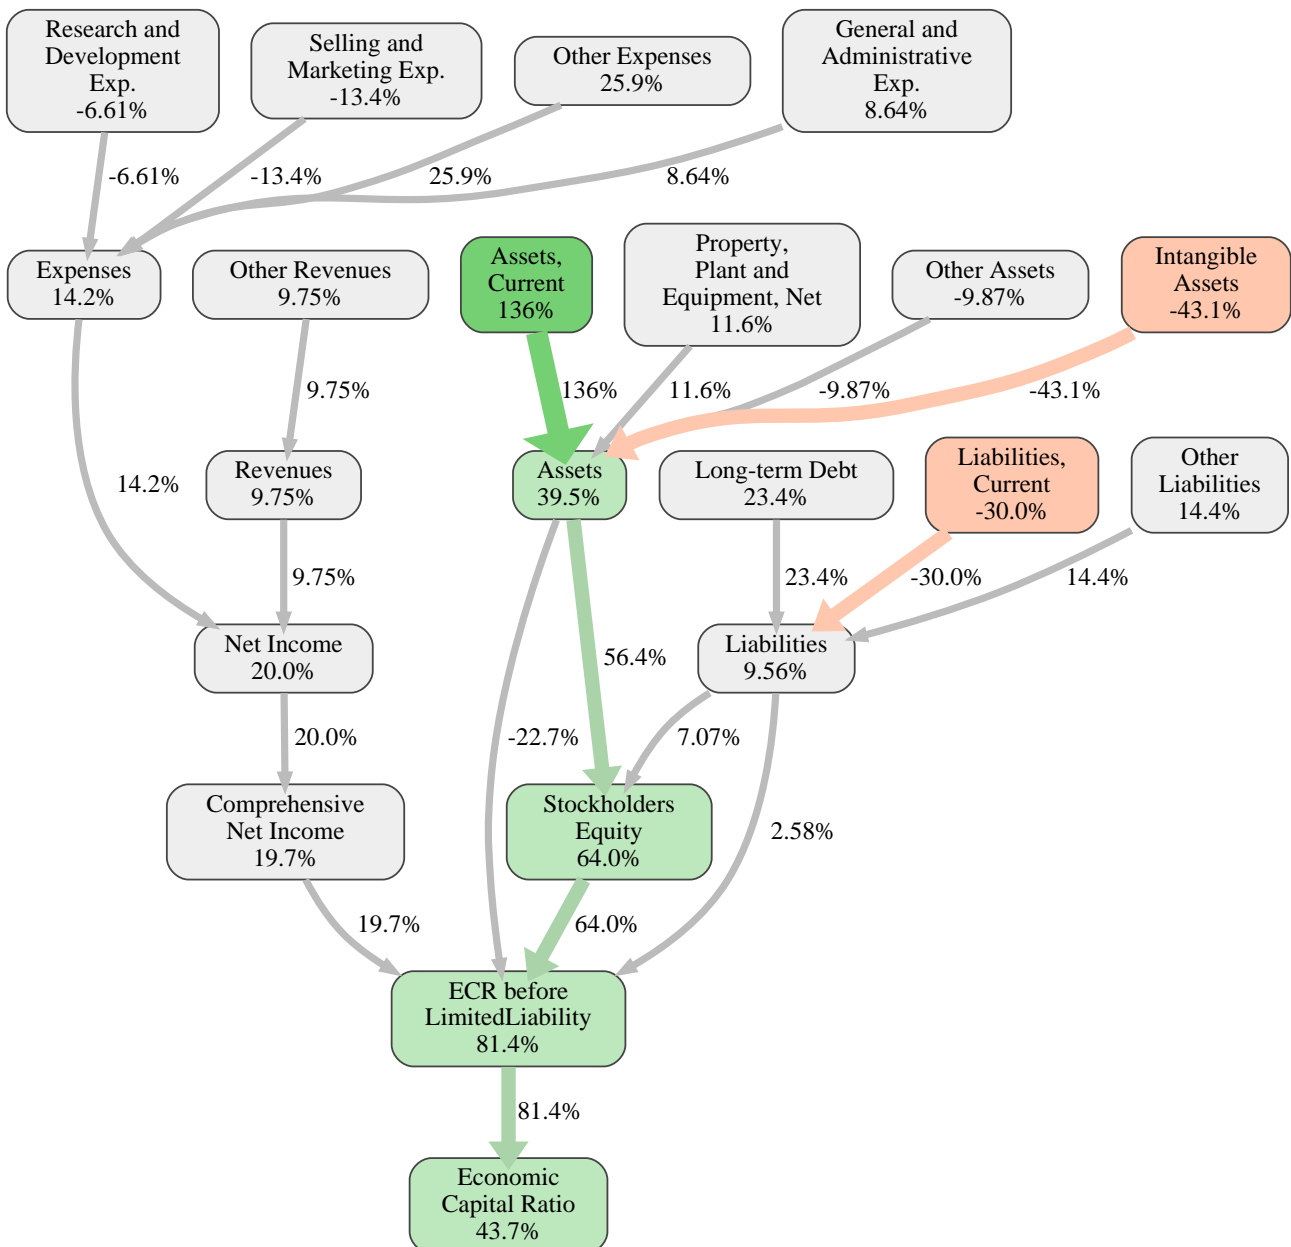 Research and
Development
Exp.
-6.61%
Selling and
Marketing Exp.
-13.4%
Other Expenses
25.9%
General and
Administrative
Exp.
8.64%
-6.61%
-13.4%
25.9%
8.64%
Expenses
14.2%
Other Revenues
9.75%
Assets,
Current
136%
Property,
Plant and
Equipment, Net
11.6%
Other Assets
-9.87%
Intangible
Assets
-43.1%
9.75%
136%
11.6%
-9.87%
-43.1%
14.2%
Revenues
9.75%
Assets
39.5%
Long-term Debt
23.4%
Liabilities,
Current
-30.0%
Other
Liabilities
14.4%
9.75%
23.4%
-30.0%
14.4%
Net Income
20.0%
56.4%
Liabilities
9.56%
20.0%
-22.7%
7.07%
Comprehensive
Net Income
19.7%
Stockholders
Equity
64.0%
2.58%
19.7%
64.0%
ECR before
LimitedLiability
81.4%
81.4%
Economic
Capital Ratio
43.7%